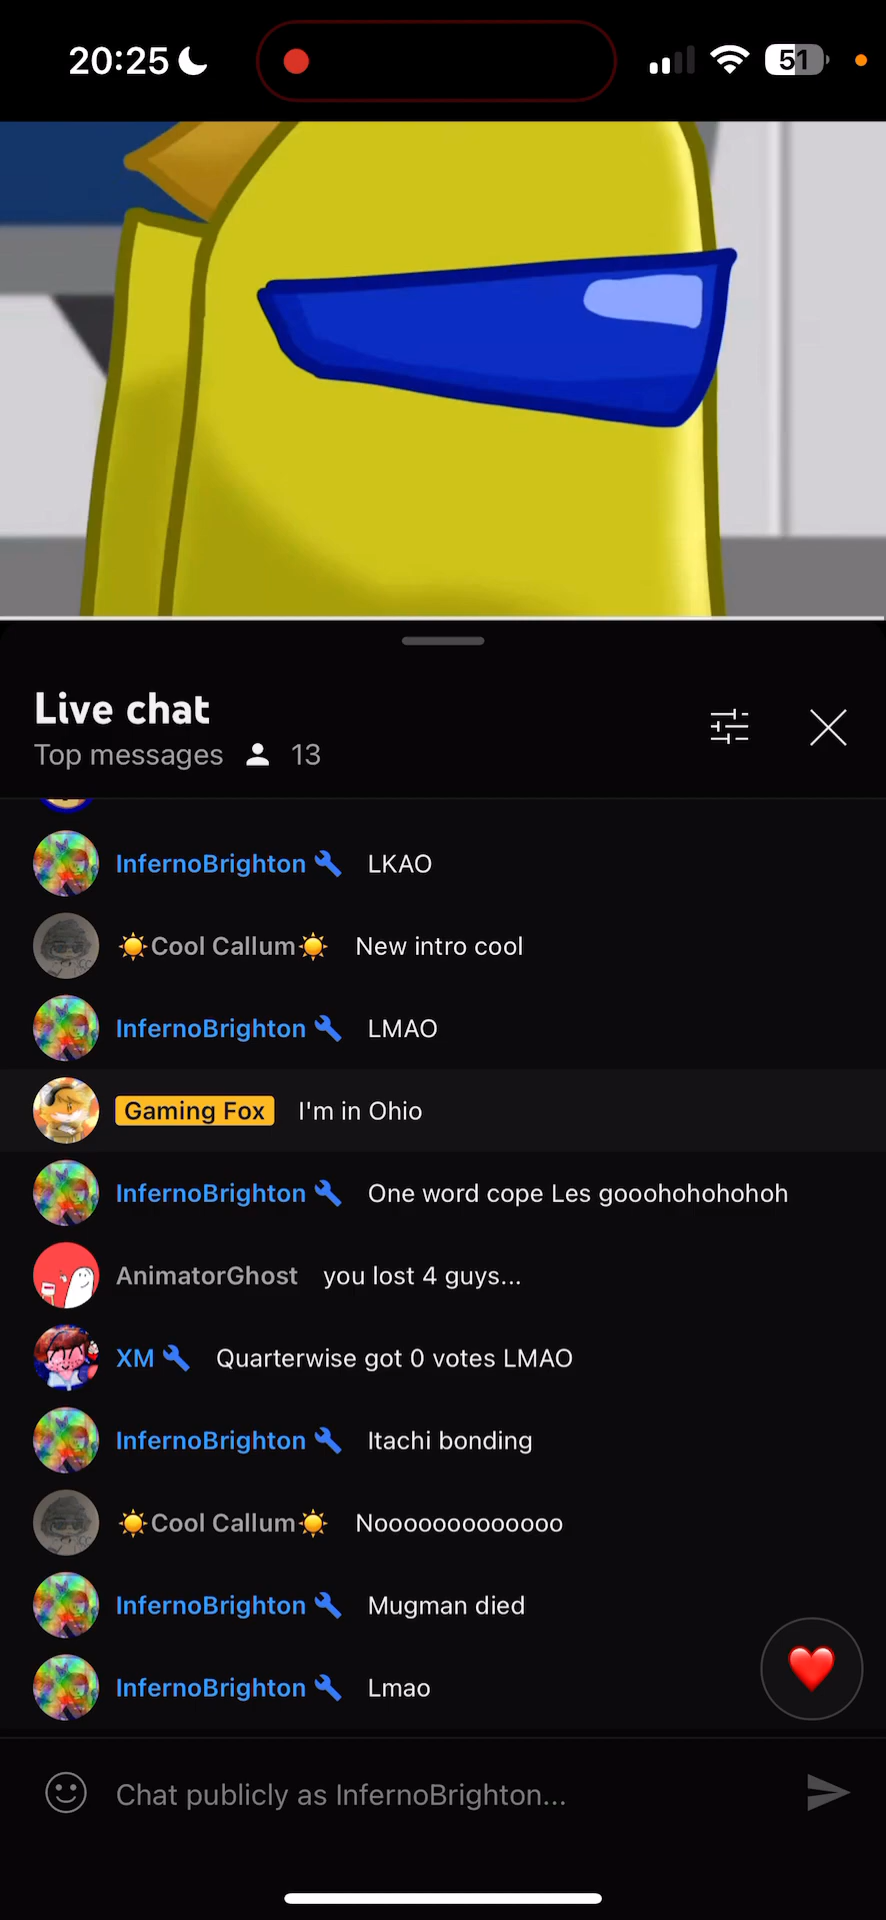 20:25
51
Live chat
Top messages 13
InfernoBrighton LKAO
☀️Cool Callum☀️ New intro cool
InfernoBrighton LMAO
Gaming Fox I'm in Ohio
InfernoBrighton One word cope Les gooohohohohoh
AnimatorGhost you lost 4 guys...
XM Quarterwise got 0 votes LMAO
InfernoBrighton Itachi bonding
☀️Cool Callum☀️ Nooooooooooooo
InfernoBrighton Mugman died
InfernoBrighton Lmao
Chat publicly as InfernoBrighton...